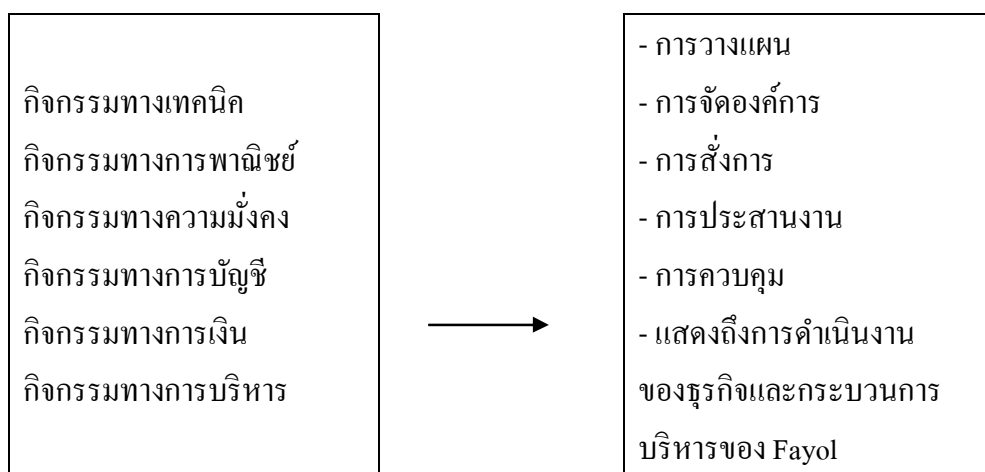 กิจกรรมทางเทคนิค
กิจกรรมทางการพาณิชย์
กิจกรรมทางความมั่งคง
กิจกรรมทางการบัญชี
กิจกรรมทางการเงิน
กิจกรรมทางการบริหาร
- การวางแผน
- การจัดองค์การ
- การสั่งการ
- การประสานงาน
- การควบคุม
- แสดงถึงการดำเนินงาน
ของธุรกิจและกระบวนการ
บริหารของ Fayol